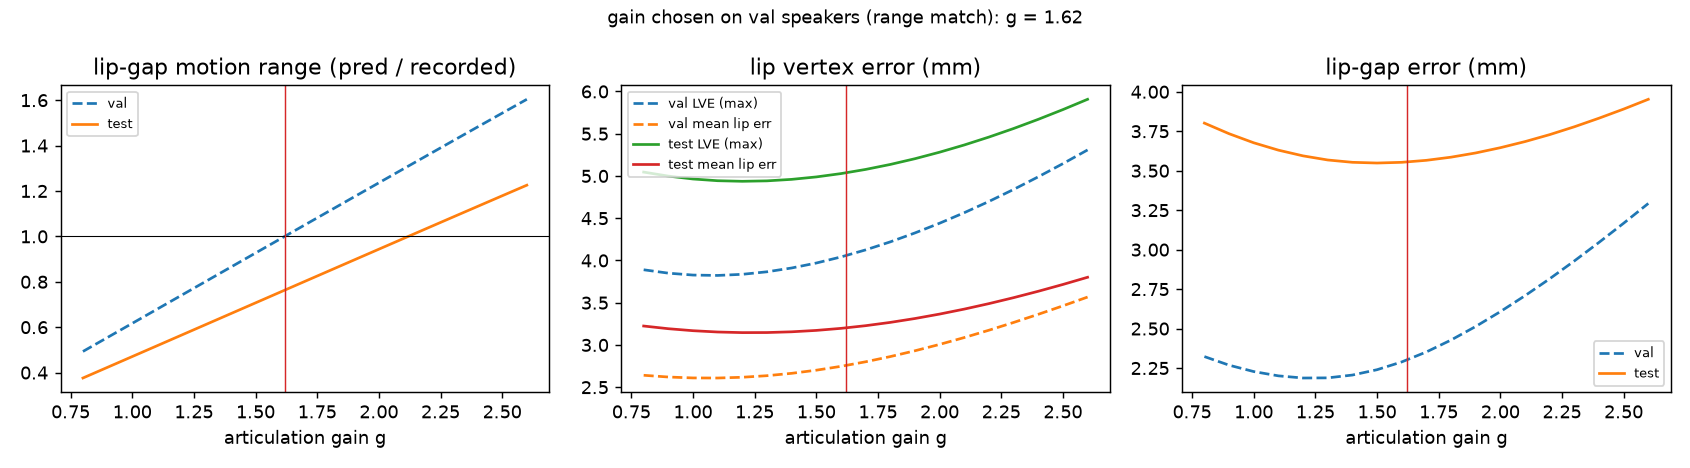 gain chosen on val speakers (range match): g = 1.62
lip-gap motion range (pred / recorded)
val
test
1.6
1.4
1.2
1.0
0.8
0.6
0.4
0.75 1.00 1.25 1.50 1.75 2.00 2.25 2.50
articulation gain g
lip vertex error (mm)
val LVE (max)
val mean lip err
test LVE (max)
test mean lip err
6.0
5.5
5.0
4.5
4.0
3.5
3.0
2.5
0.75 1.00 1.25 1.50 1.75 2.00 2.25 2.50
articulation gain g
lip-gap error (mm)
4.00
3.75
3.50
3.25
3.00
2.75
2.50
2.25
val
test
0.75 1.00 1.25 1.50 1.75 2.00 2.25 2.50
articulation gain g